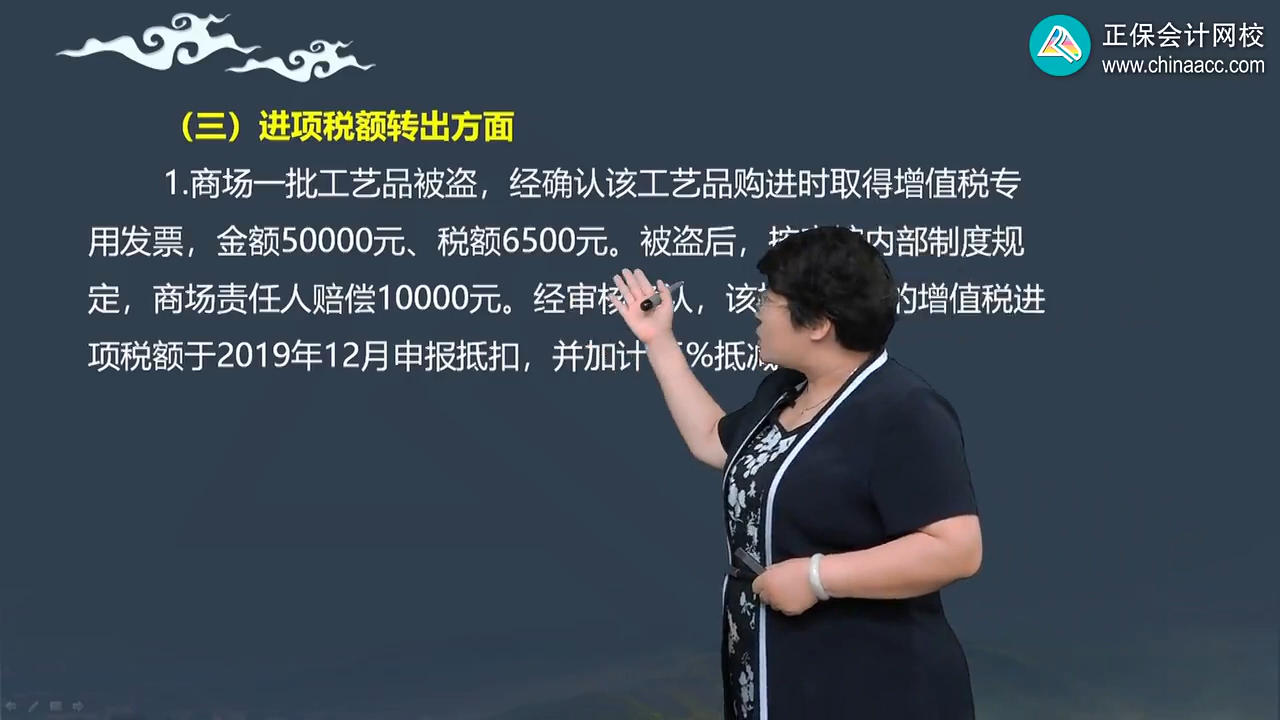 正保会计网校
www.chinaacc.com
（三）进项税额转出方面
1.商场一批工艺品被盗，经确认该工艺品购进时取得增值税专
用发票，金额50000元、税额6500元。被盗后，内部制度规
定，商场责任人赔偿10000元。经审核认，该的增值税进
项税额于2019年12月申报抵扣，并加计%抵减